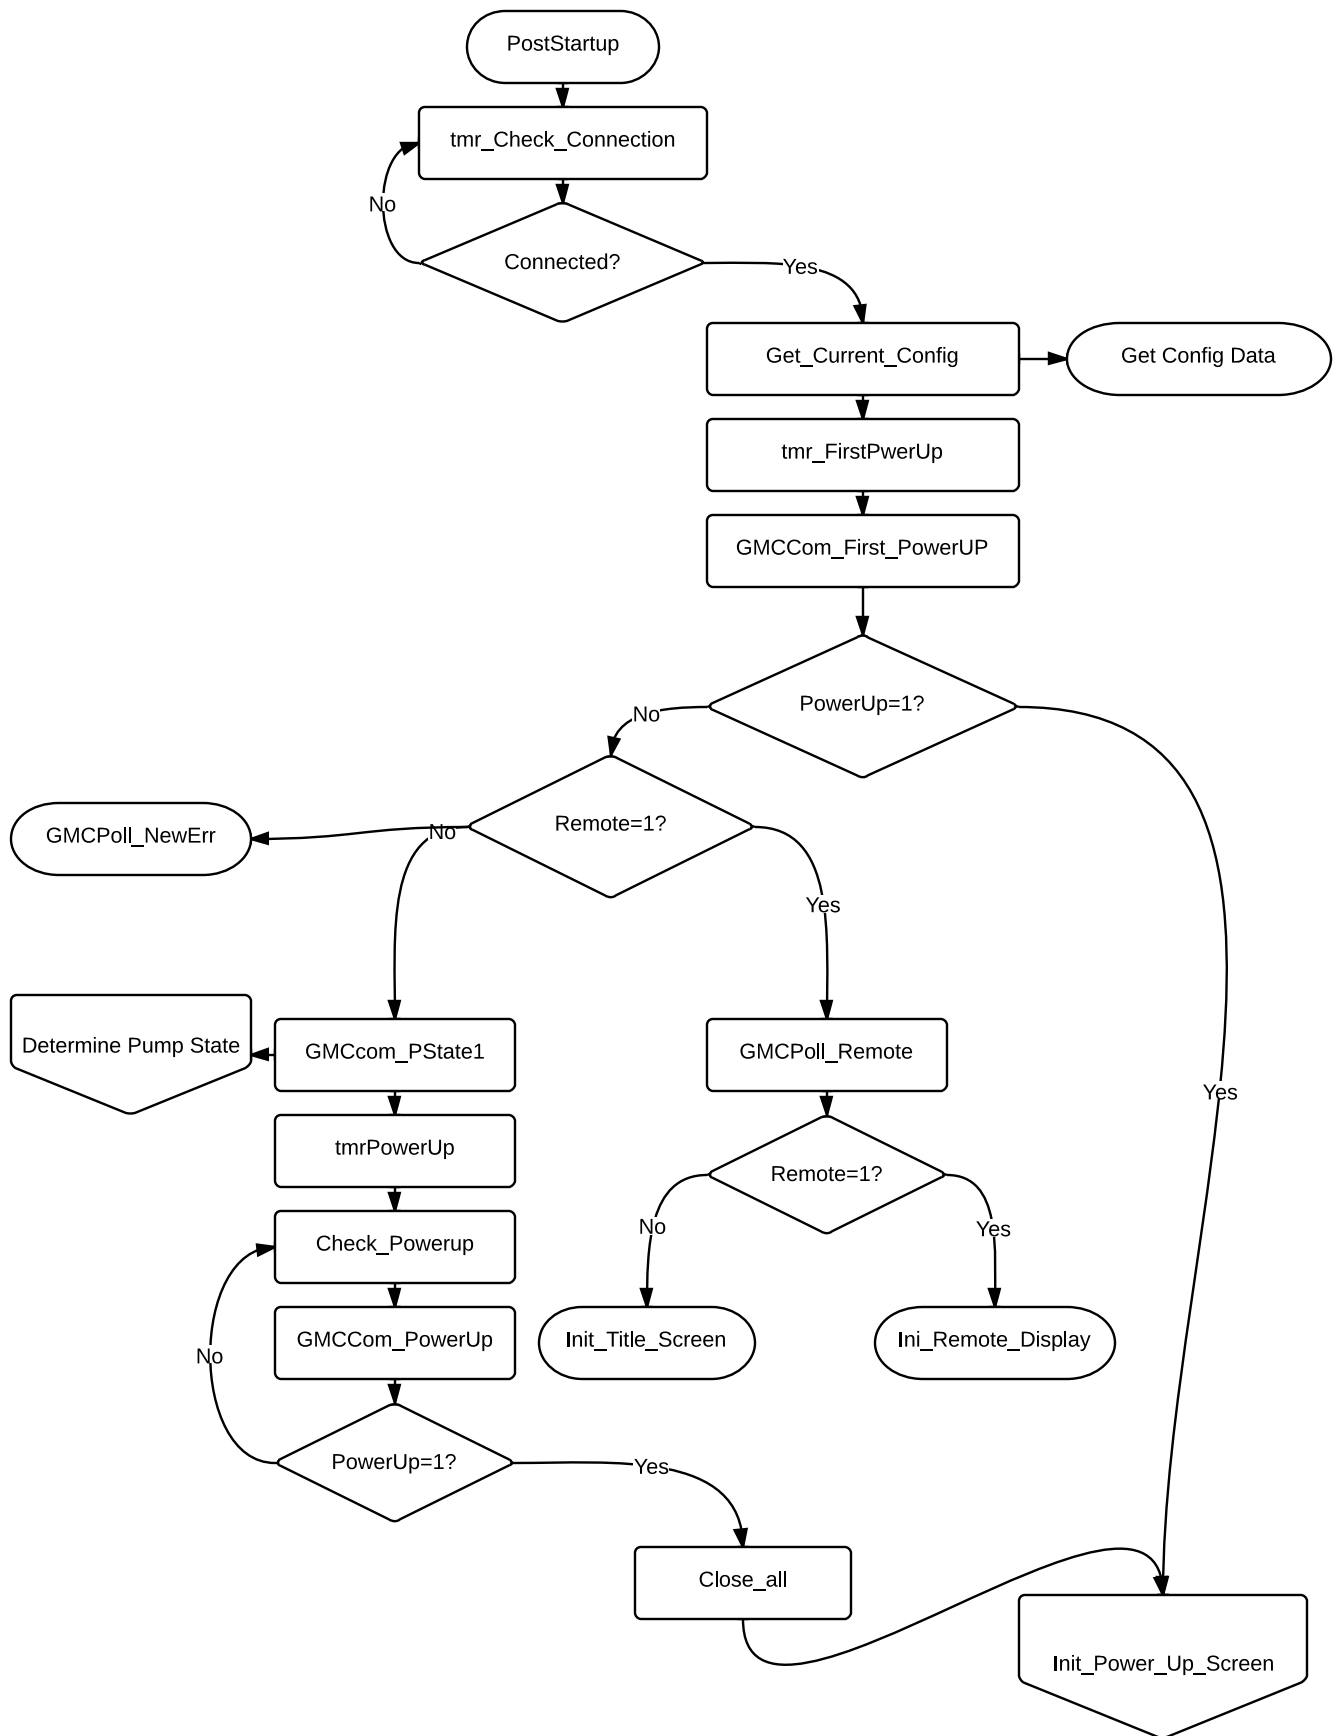 PostStartup
tmr_Check_Connection
No
Connected?
Yes
Get_Current_Config
Get Config Data
tmr_FirstPwerUp
GMCCom_First_PowerUP
PowerUp=1?
No
GMCPoll_NewErr
No
Remote=1?
Yes
Determine Pump State
GMCcom_PState1
GMCPoll_Remote
Yes
tmrPowerUp
Remote=1?
No
Yes
Check_Powerup
GMCCom_PowerUp
Init_Title_Screen
Ini_Remote_Display
No
PowerUp=1?
Yes
Close_all
Init_Power_Up_Screen